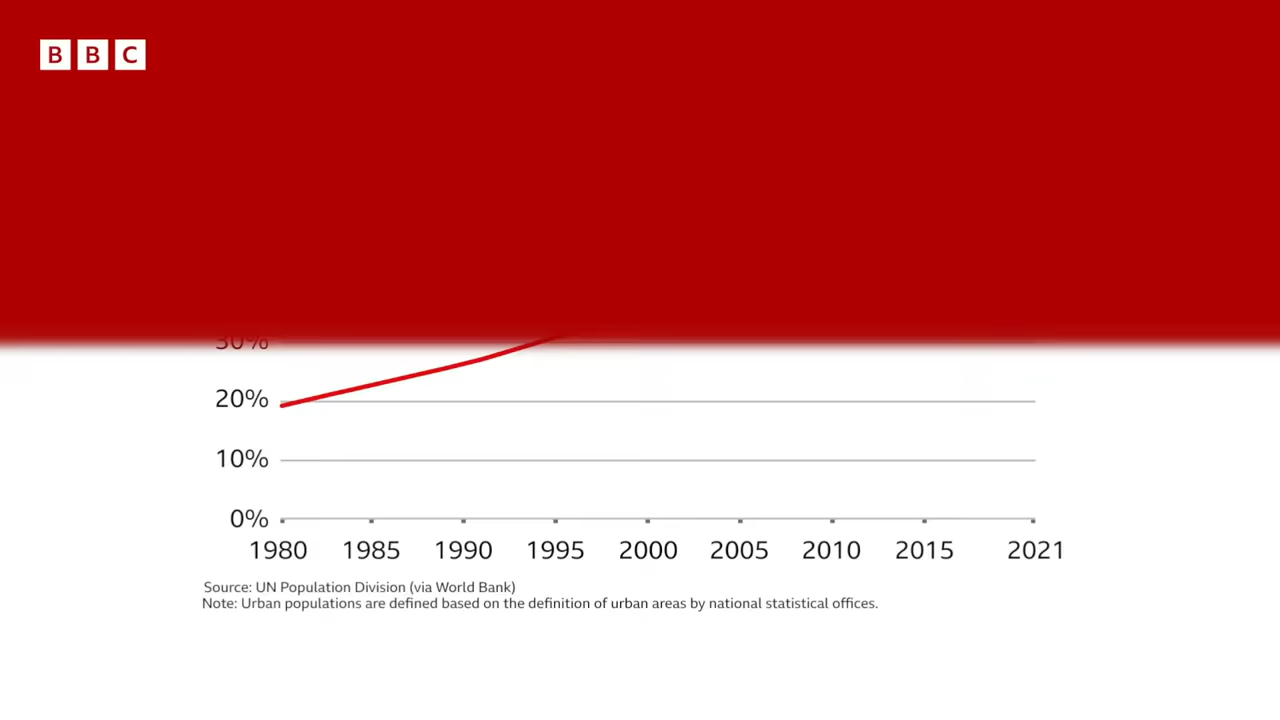 BBC
30%
20%
10%
0%
1980 1985 1990 1995 2000 2005 2010 2015 2021
Source: UN Population Division (via World Bank)
Note: Urban populations are defined based on the definition of urban areas by national statistical offices.